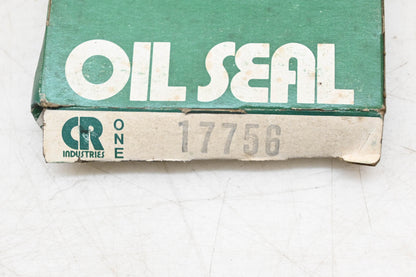 OIL SEAL
CR
INDUSTRIES
ONE
17756